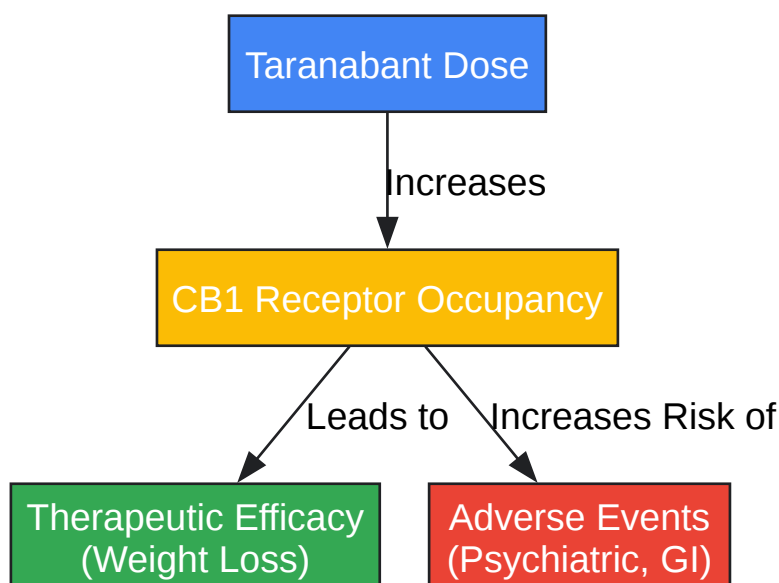 Taranabant Dose
Increases
CB1 Receptor Occupancy
Leads to
Increases Risk of
Therapeutic Efficacy
(Weight Loss)
Adverse Events
(Psychiatric, GI)